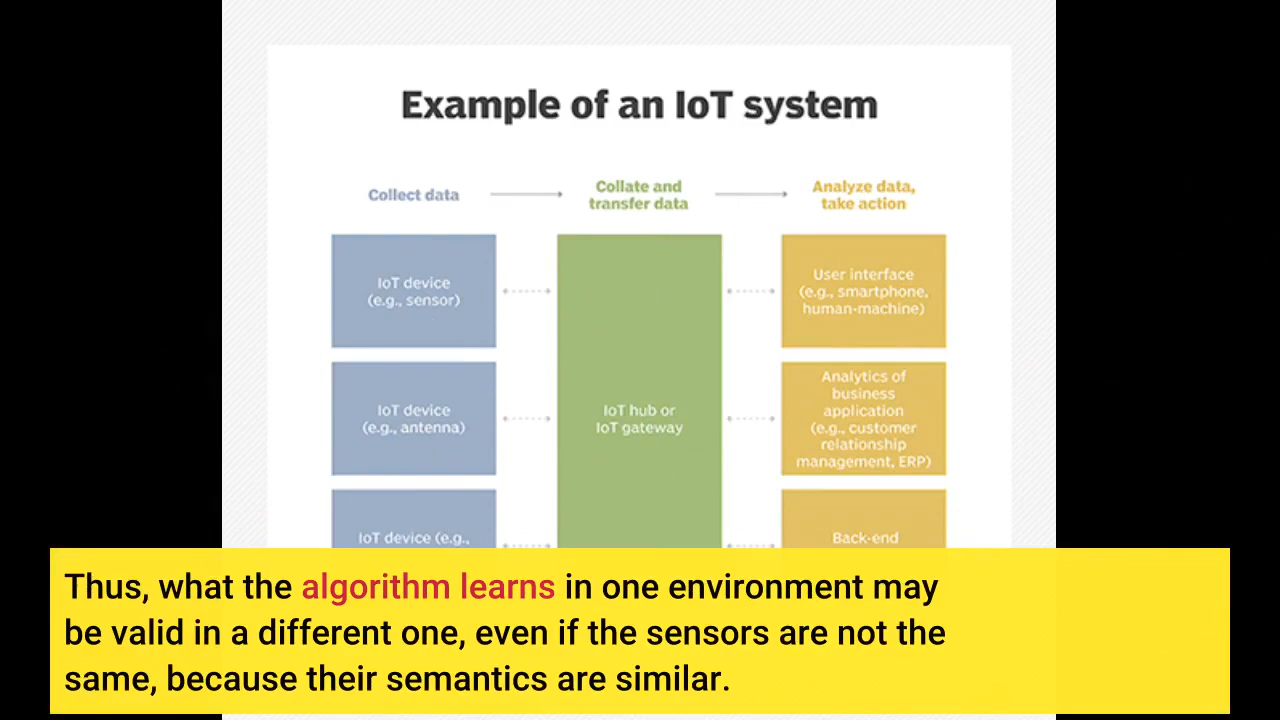 Example of an IoT system
Collect data
Collate and
transfer data
Analyze data,
take action
IoT device
(e.g., sensor)
User interface
(e.g., smartphone,
human-machine)
IoT device
(e.g., antenna)
IoT hub or
IoT gateway
Analytics of
business
application
(e.g., customer
relationship
management, ERP)
IoT device (e.g.,
Back-end
Thus, what the algorithm learns in one environment may
be valid in a different one, even if the sensors are not the
same, because their semantics are similar.